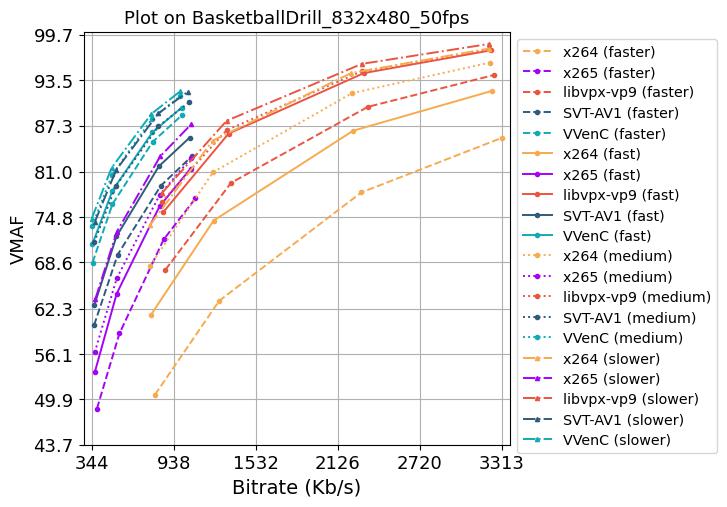 Plot on BasketballDrill_832x480_50fps
99.7
93.5
87.3
81.0
74.8
68.6
62.3
56.1
49.9
43.7
VMAF
344 938 1532 2126 2720 3313
Bitrate (Kb/s)
x264 (faster)
x265 (faster)
libvpx-vp9 (faster)
SVT-AV1 (faster)
VVenC (faster)
x264 (fast)
x265 (fast)
libvpx-vp9 (fast)
SVT-AV1 (fast)
VVenC (fast)
x264 (medium)
x265 (medium)
libvpx-vp9 (medium)
SVT-AV1 (medium)
VVenC (medium)
x264 (slower)
x265 (slower)
libvpx-vp9 (slower)
SVT-AV1 (slower)
VVenC (slower)